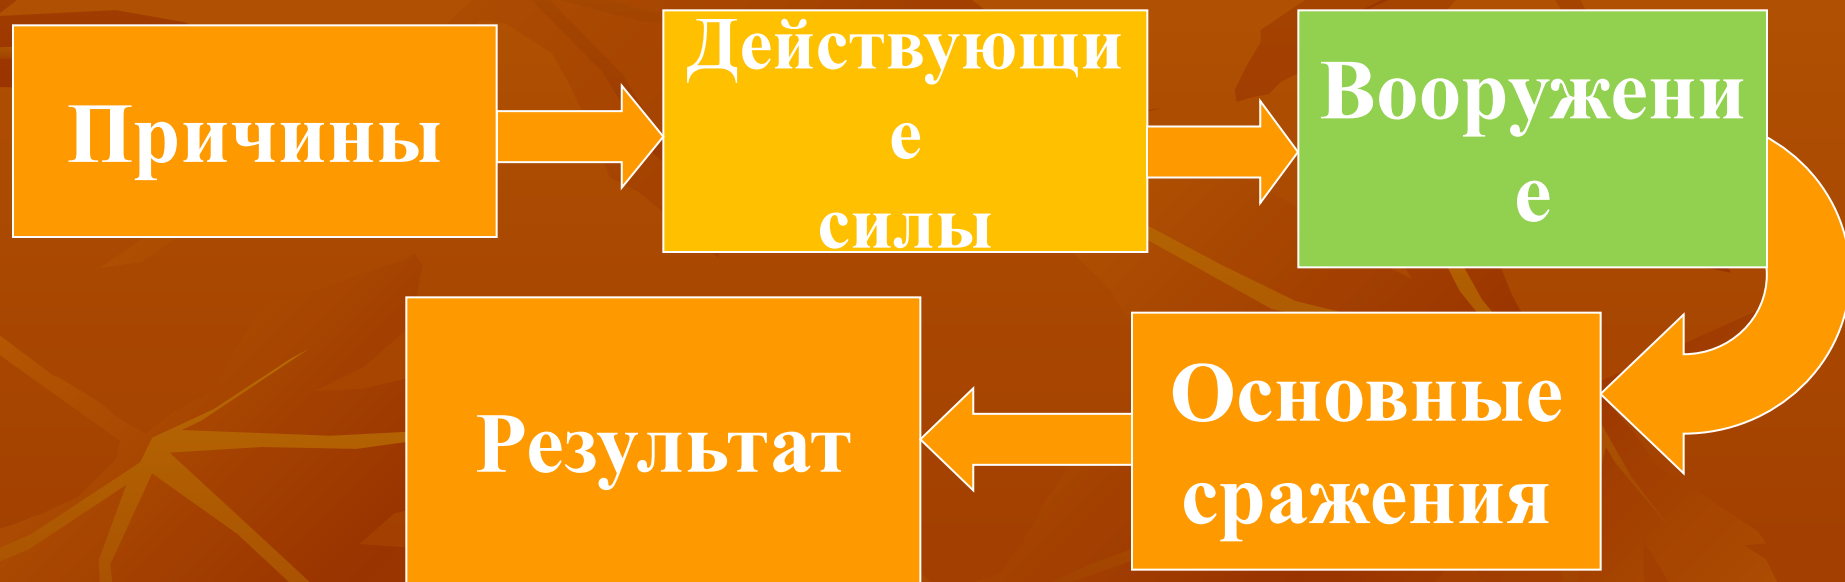 Причины
Действующи
е
силы
Вооружени
е
Основные
сражения
Результат